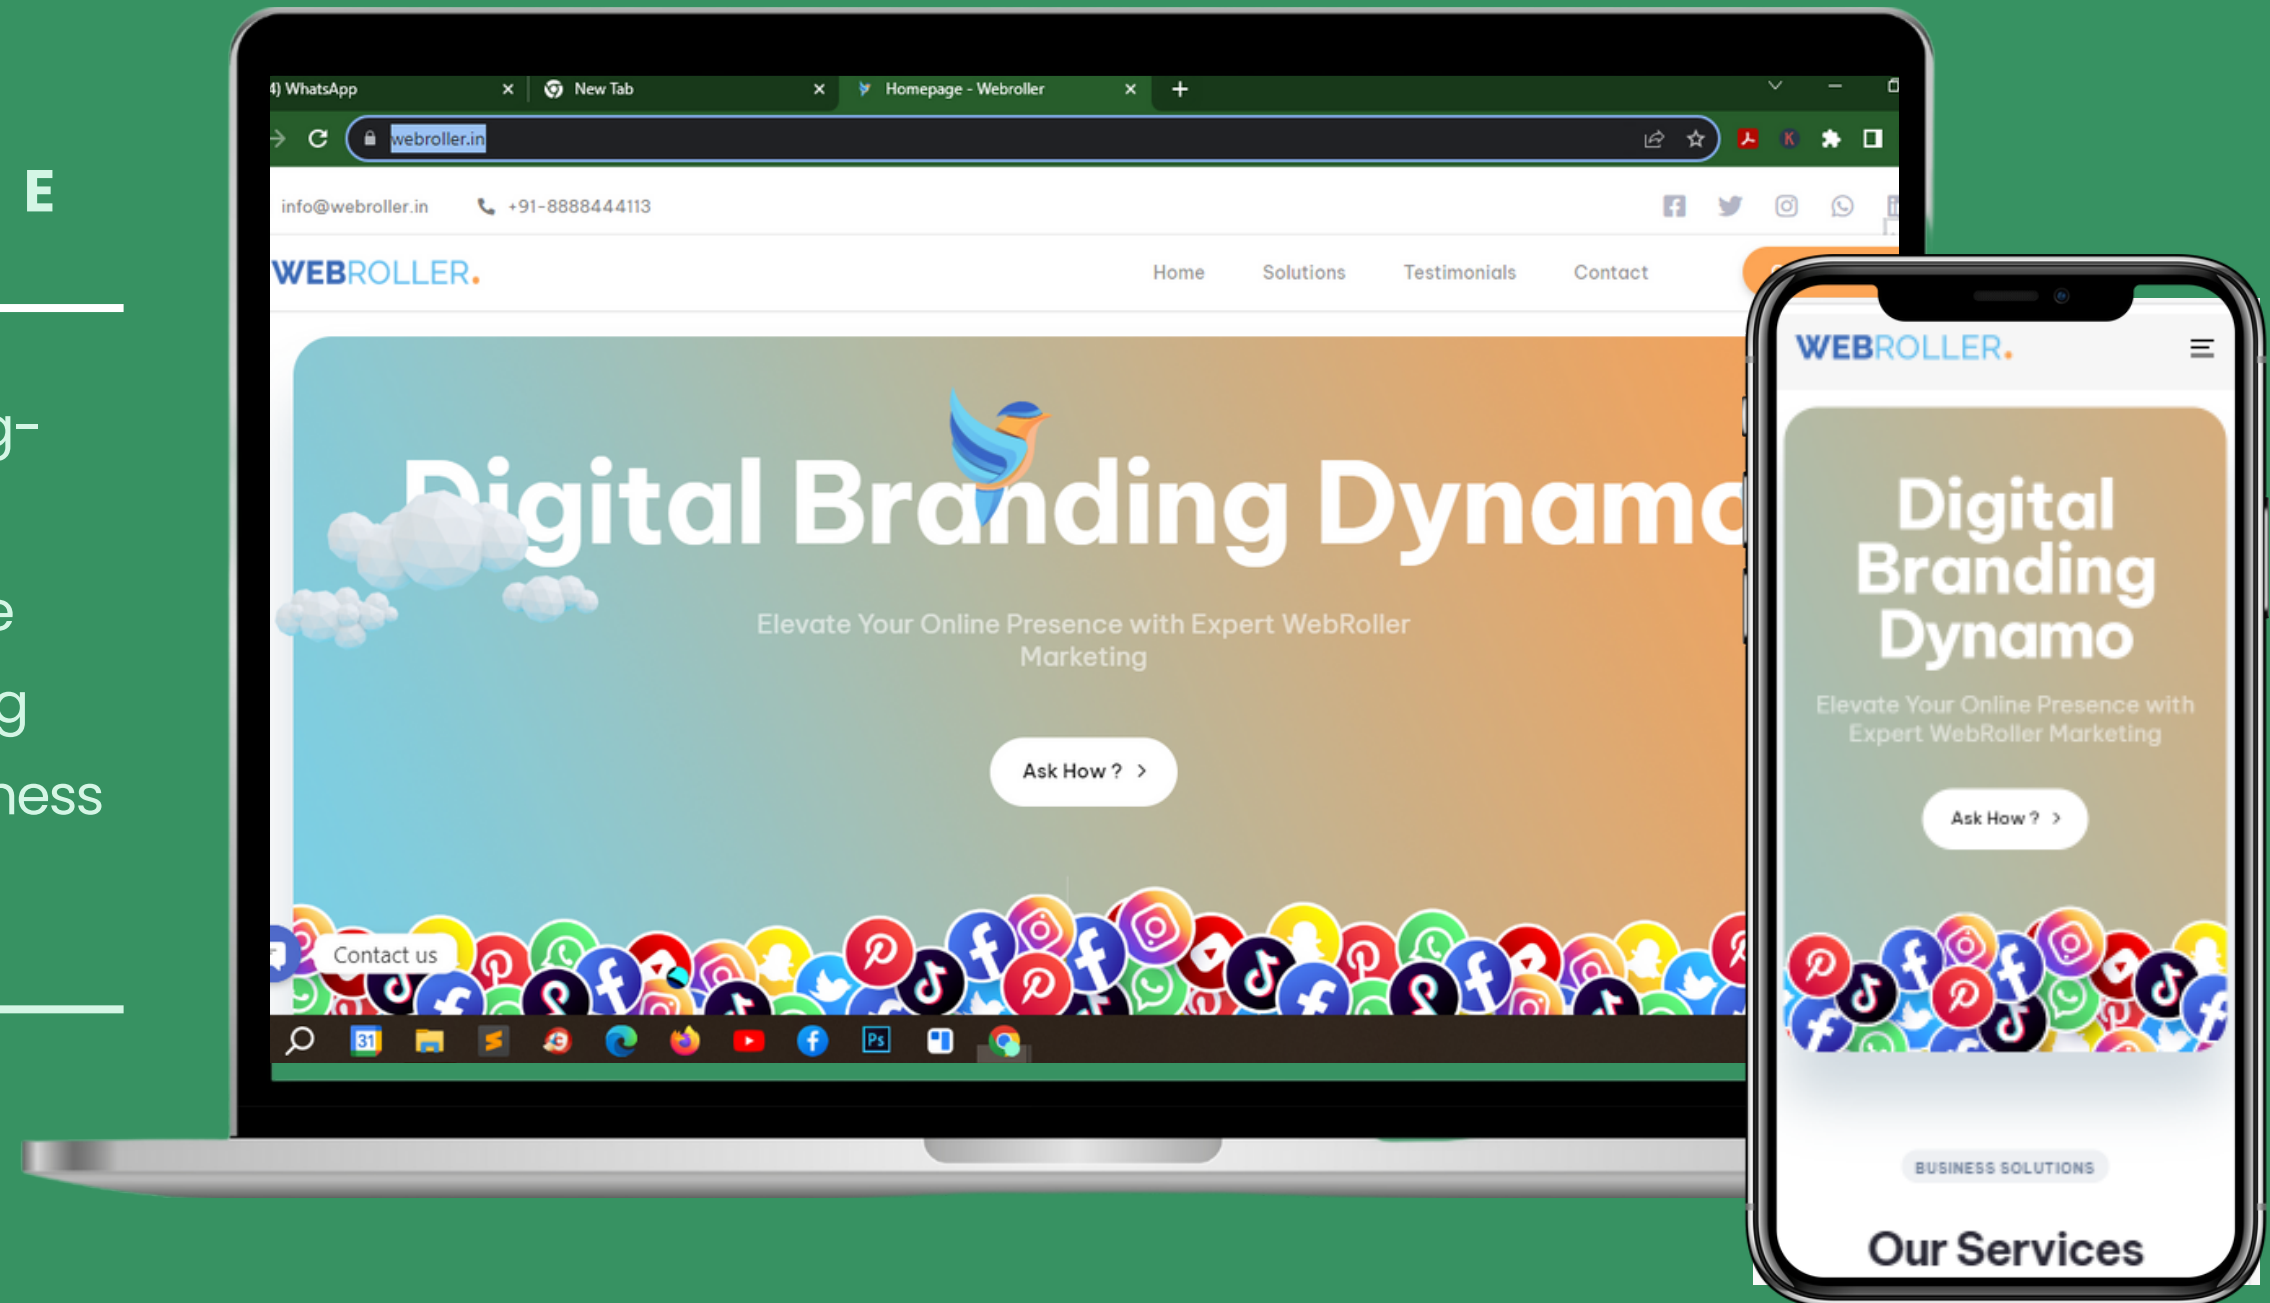 E
g-
e
g
ness
4) WhatsApp
New Tab
Homepage - Webroller
webroller.in
info@webroller.in
+91-8888444113
WEBROLLER.
Home
Solutions
Testimonials
Contact
Digital Branding Dynamo
Elevate Your Online Presence with Expert WebRoller
Marketing
Ask How ?
Contact us
31
Ps
WEBROLLER.
Digital
Branding
Dynamo
Elevate Your Online Presence with
Expert WebRoller Marketing
Ask How ?
BUSINESS SOLUTIONS
Our Services